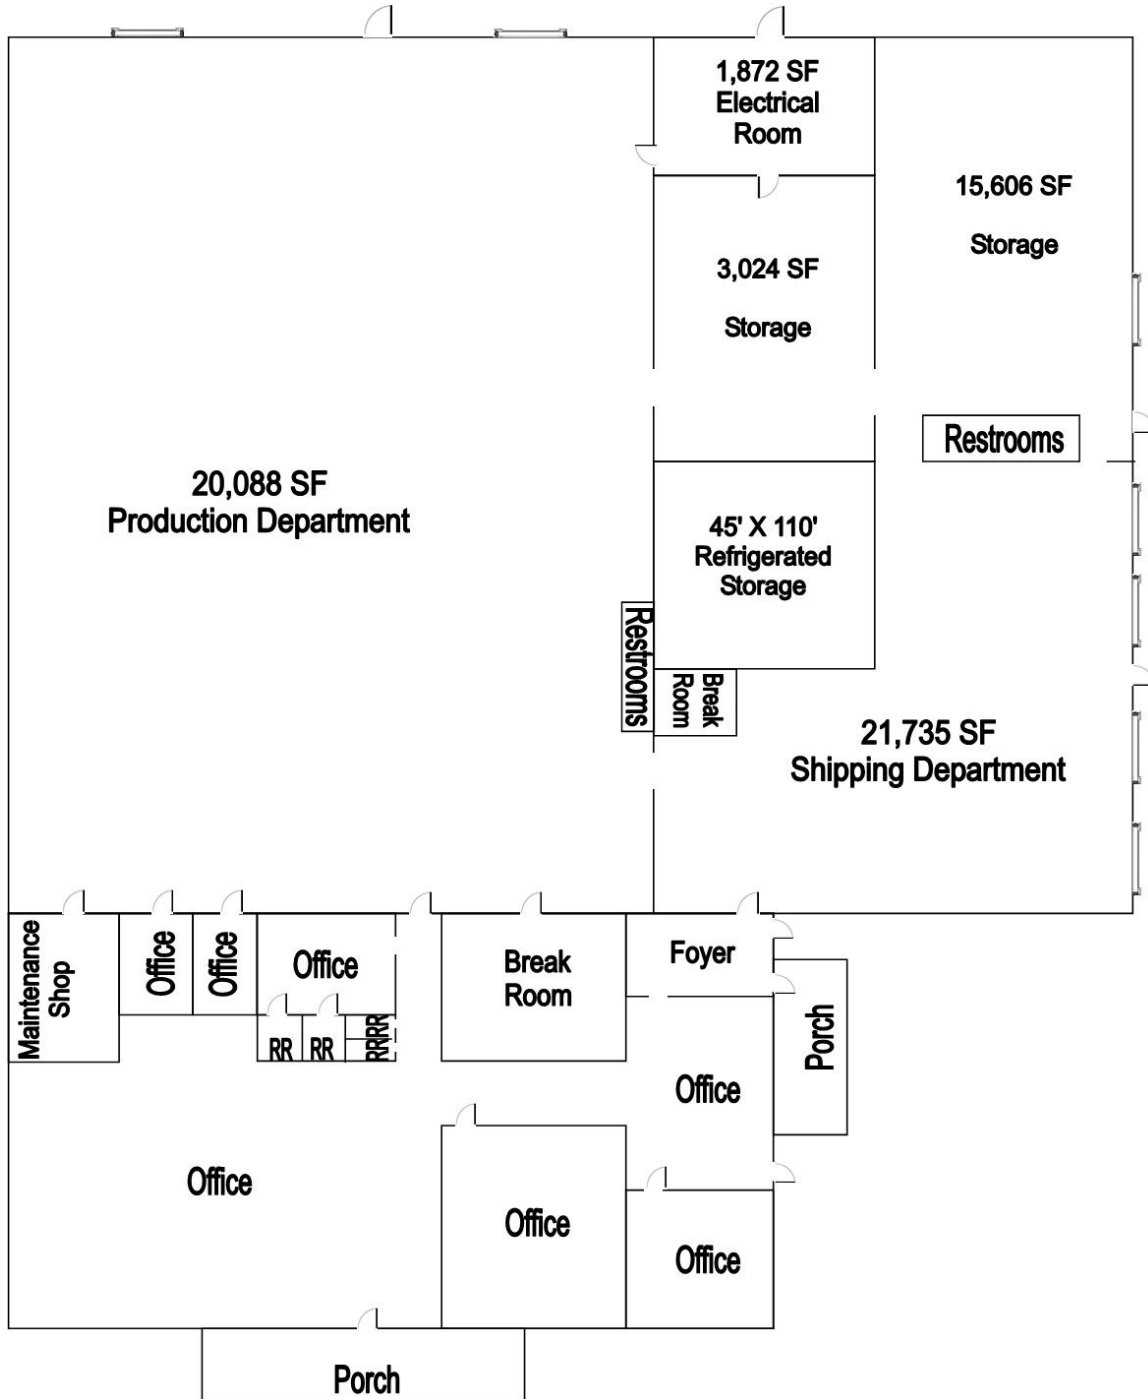 1,872 SF
Electrical
Room
15,606 SF
Storage
3,024 SF
Storage
Restrooms
20,088 SF
Production Department
45' X 110'
Refrigerated
Storage
Restrooms
Break
Room
21,735 SF
Shipping Department
Maintenance
Shop
Office
Office
Office
Break
Room
Foyer
RR
RR
RR
RR
Porch
Office
Office
Office
Office
Porch